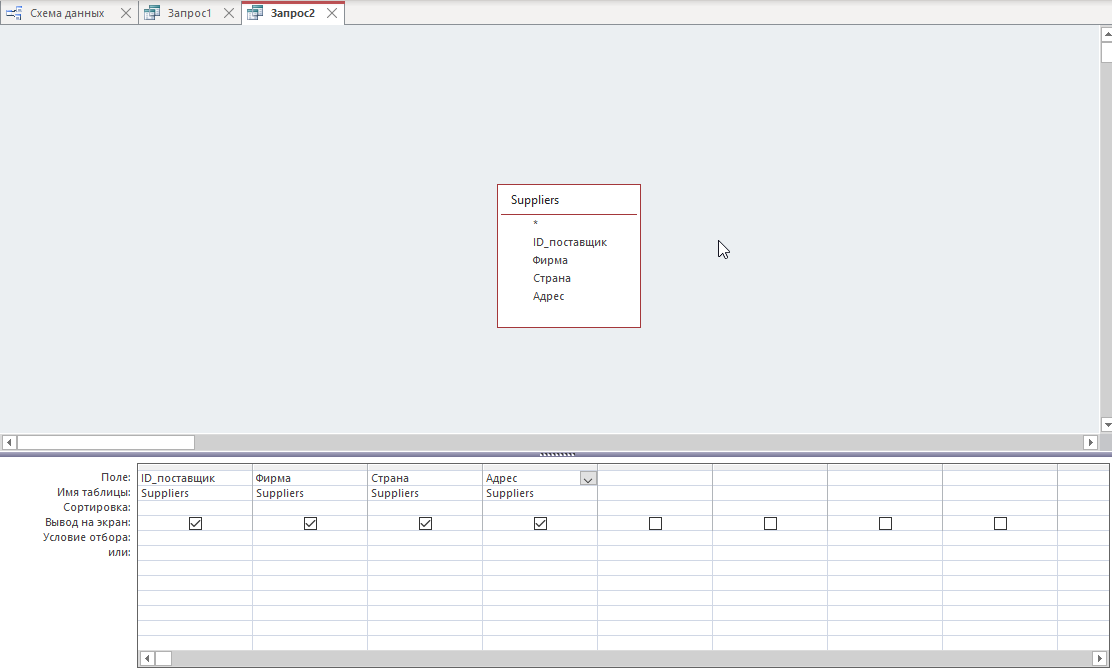 Схема данных Запрос1 Запрос2
Suppliers
*
ID_поставщик
Фирма
Страна
Адрес
Поле: ID_поставщик Фирма Страна Адрес
Имя таблицы: Suppliers Suppliers Suppliers Suppliers
Сортировка:
Вывод на экран:
Условие отбора:
или: